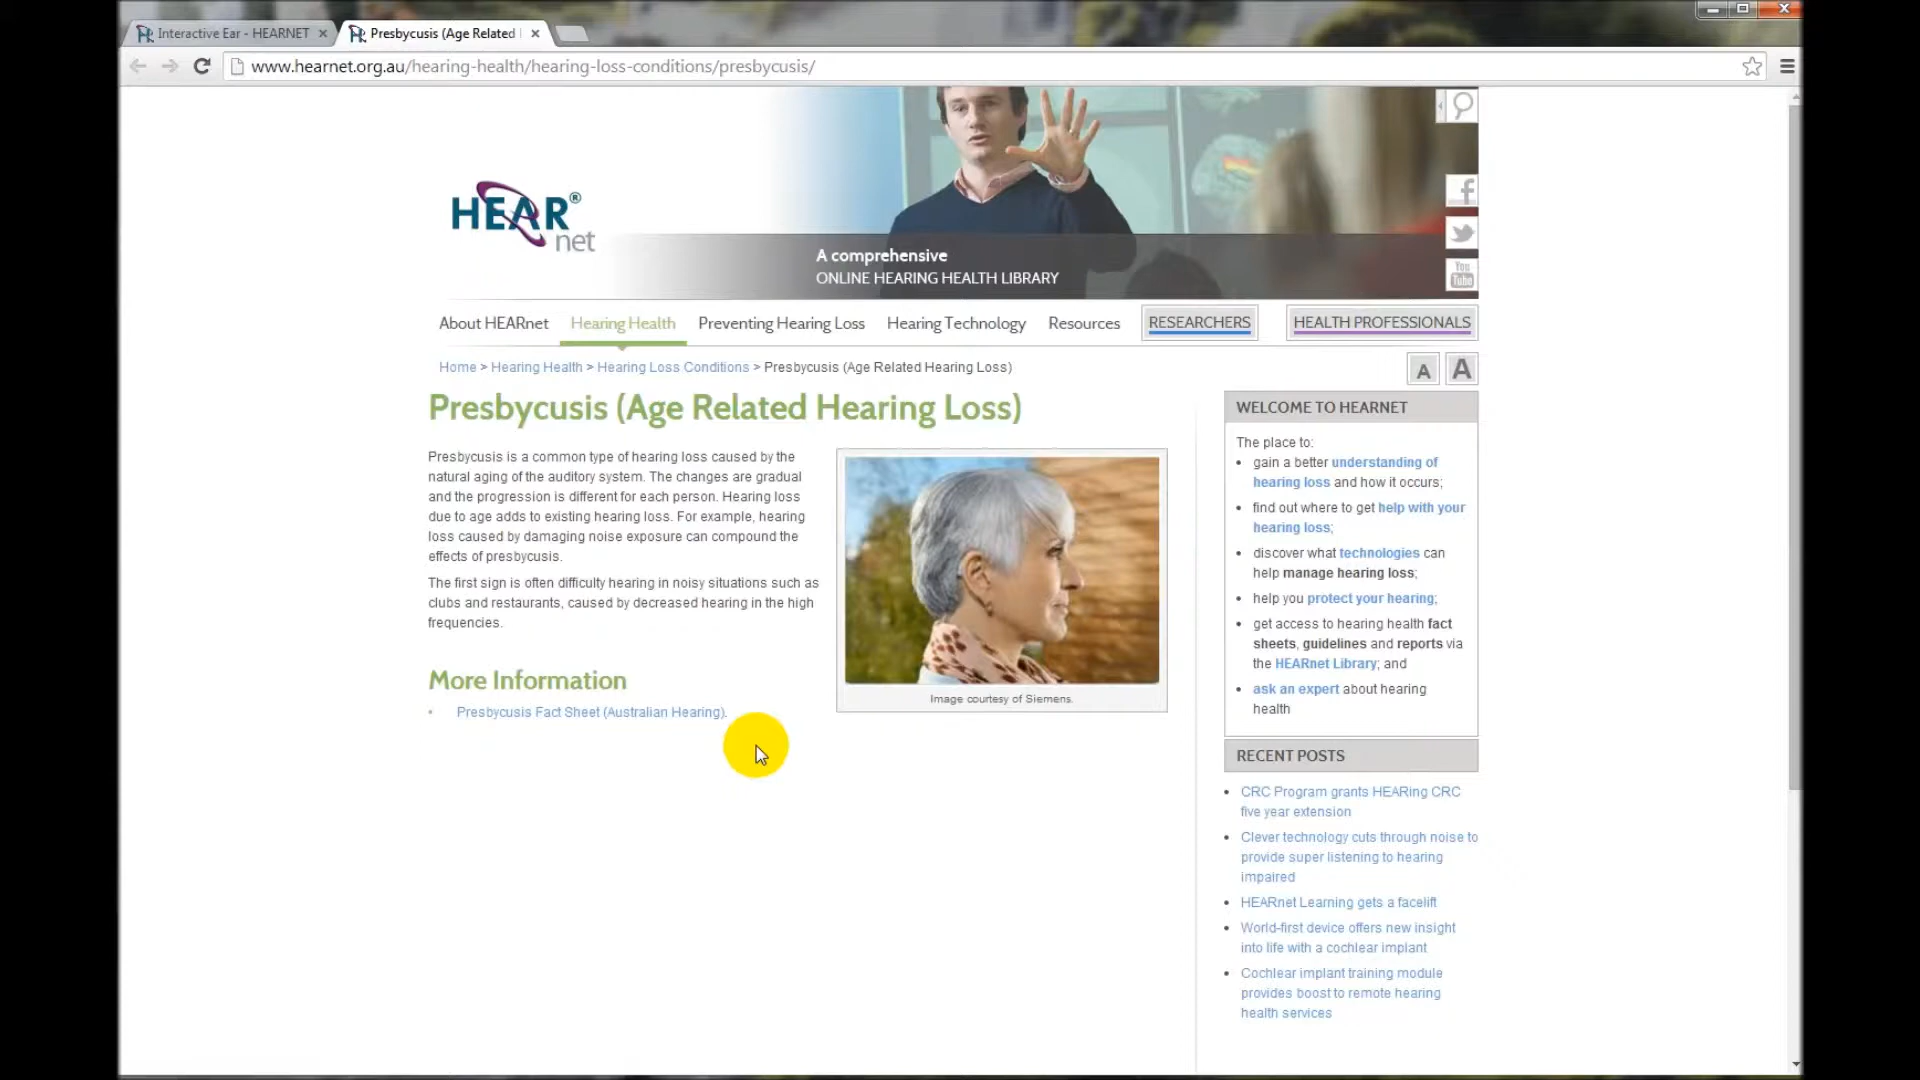 Interactive Ear - HEARNET
Presbycusis (Age Related
www.hearnet.org.au/hearing-health/hearing-loss-conditions/presbycusis/
HEAR®
net
A comprehensive
ONLINE HEARING HEALTH LIBRARY
f
You
Tube
About HEARnet Hearing Health Preventing Hearing Loss Hearing Technology Resources RESEARCHERS HEALTH PROFESSIONALS
Home > Hearing Health > Hearing Loss Conditions > Presbycusis (Age Related Hearing Loss)
A A
Presbycusis (Age Related Hearing Loss)
Presbycusis is a common type of hearing loss caused by the
natural aging of the auditory system. The changes are gradual
and the progression is different for each person. Hearing loss
due to age adds to existing hearing loss. For example, hearing
loss caused by damaging noise exposure can compound the
effects of presbycusis.
The first sign is often difficulty hearing in noisy situations such as
clubs and restaurants, caused by decreased hearing in the high
frequencies.
Image courtesy of Siemens.
More Information
• Presbycusis Fact Sheet (Australian Hearing).
WELCOME TO HEARNET
The place to:
• gain a better understanding of
hearing loss and how it occurs;
• find out where to get help with your
hearing loss;
• discover what technologies can
help manage hearing loss;
• help you protect your hearing;
• get access to hearing health fact
sheets, guidelines and reports via
the HEARnet Library; and
• ask an expert about hearing
health
RECENT POSTS
• CRC Program grants HEARing CRC
five year extension
• Clever technology cuts through noise to
provide super listening to hearing
impaired
• HEARnet Learning gets a facelift
• World-first device offers new insight
into life with a cochlear implant
• Cochlear implant training module
provides boost to remote hearing
health services